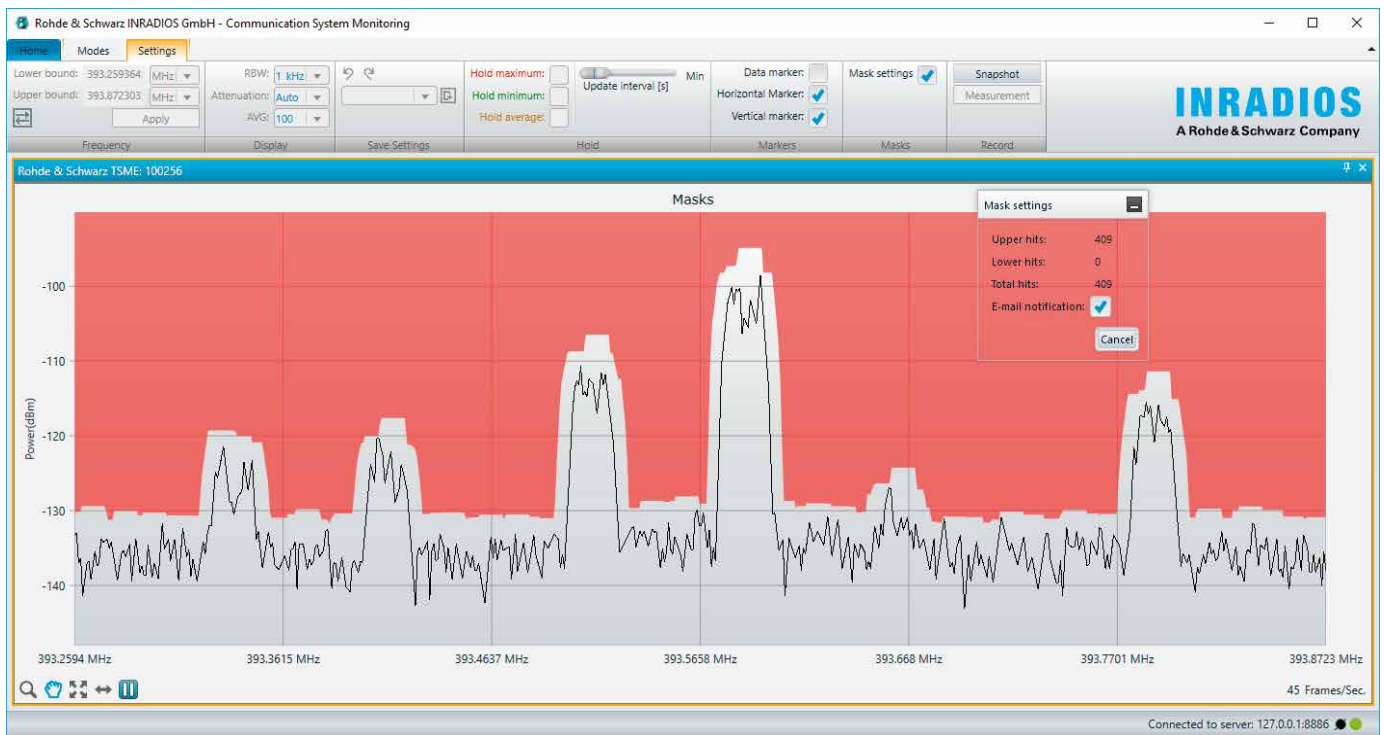 Rohde & Schwarz INRADIOS GmbH - Communication System Monitoring
Home Modes Settings
Lower bound: 393.259364 MHz
Upper bound: 393.872303 MHz
Apply
Frequency
RBW: 1 kHz
Attenuation: Auto
AVG: 100
Display
Save Settings
Hold maximum:
Hold minimum:
Hold average:
Update interval [s] Min
Hold
Data marker:
Horizontal Marker:
Vertical marker:
Markers
Mask settings
Masks
Snapshot
Measurement
Record
INRADIOS
A Rohde & Schwarz Company
Rohde & Schwarz TSME: 100256
Masks
Mask settings
Upper hits: 409
Lower hits: 0
Total hits: 409
E-mail notification:
Cancel
Power(dBm)
-100
-110
-120
-130
-140
393.2594 MHz 393.3615 MHz 393.4637 MHz 393.5658 MHz 393.668 MHz 393.7701 MHz 393.8723 MHz
45 Frames/Sec.
Connected to server: 127.0.0.1:8886